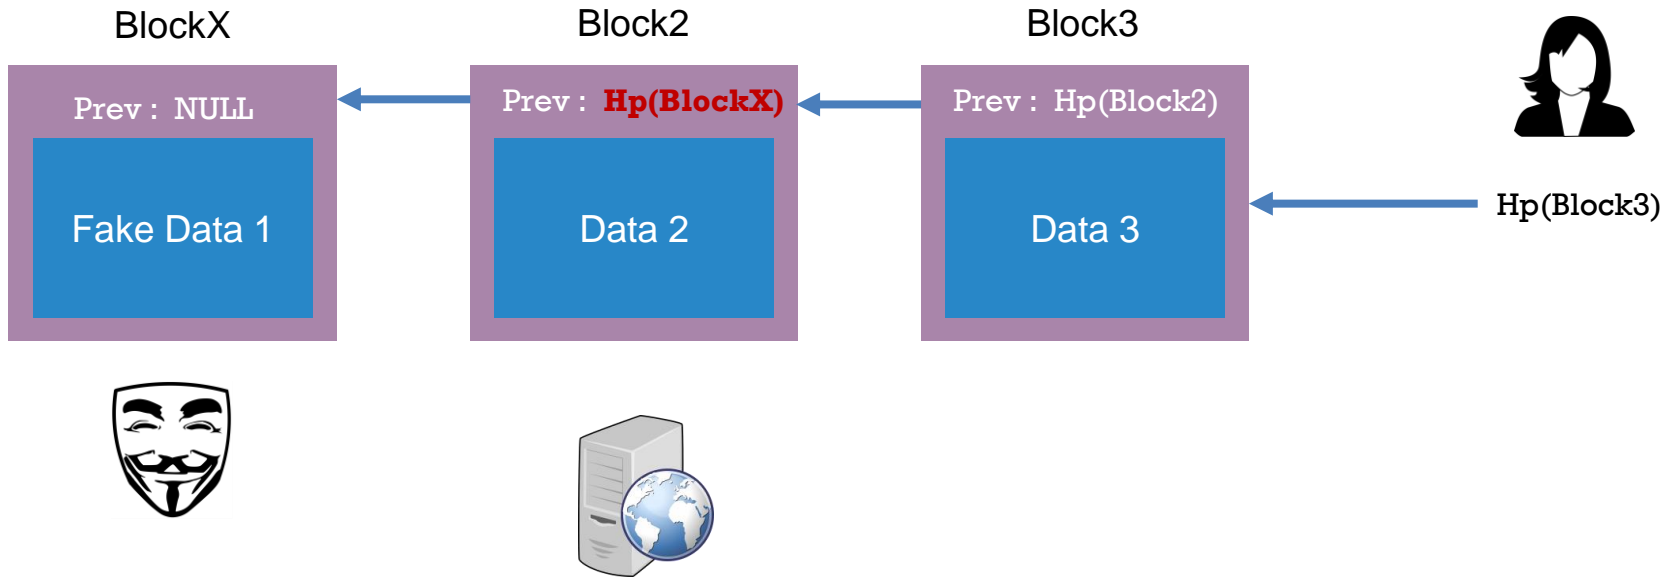 BlockX
Block2
Block3
Prev : NULL
Prev : Hp(BlockX)
Prev : Hp(Block2)
Fake Data 1
Data 2
Data 3
Hp(Block3)